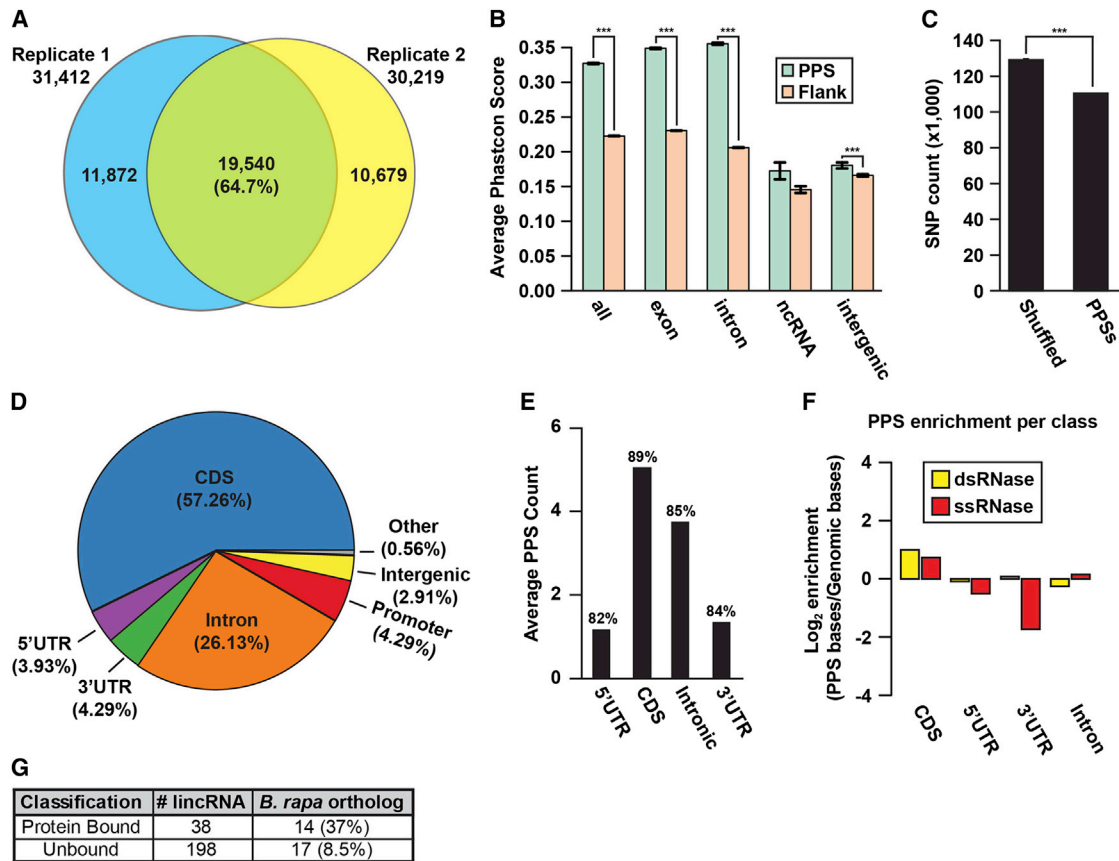 A
Replicate 1
31,412
Replicate 2
30,219
11,872
19,540
(64.7%)
10,679
B
Average Phastcon Score
0.35
0.30
0.25
0.20
0.15
0.10
0.05
0.00
***
***
***
***
PPS
Flank
all
exon
intron
ncRNA
intergenic
C
SNP count (x1,000)
140
120
100
80
60
40
20
0
***
Shuffled
PPSs
D
CDS
(57.26%)
Other
(0.56%)
Intergenic
(2.91%)
Promoter
(4.29%)
Intron
(26.13%)
3'UTR
(4.29%)
5'UTR
(3.93%)
E
Average PPS Count
6
4
2
0
82%
89%
85%
84%
5'UTR
CDS
Intronic
3'UTR
F
PPS enrichment per class
Log2 enrichment
(PPS bases/Genomic bases)
4
2
0
-2
-4
dsRNase
ssRNase
CDS
5'UTR
3'UTR
Intron
G
Classification # lincRNA B. rapa ortholog
Protein Bound 38 14 (37%)
Unbound 198 17 (8.5%)